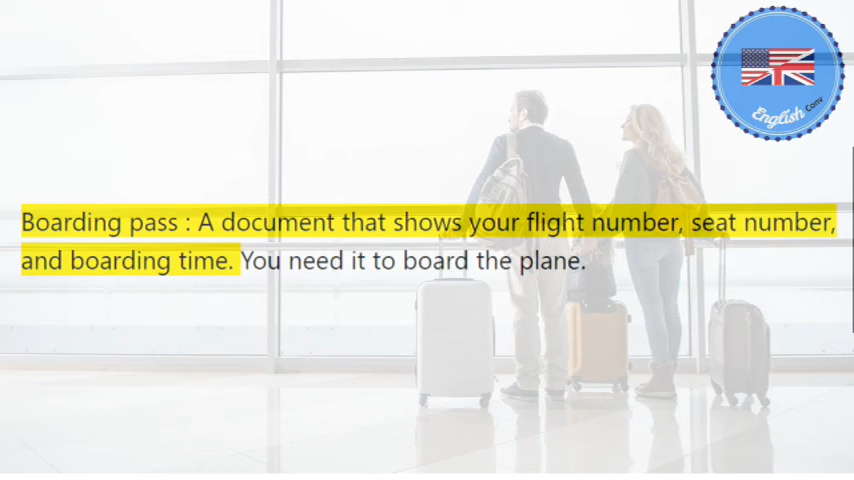 English Conv
Boarding pass : A document that shows your flight number, seat number,
and boarding time. You need it to board the plane.